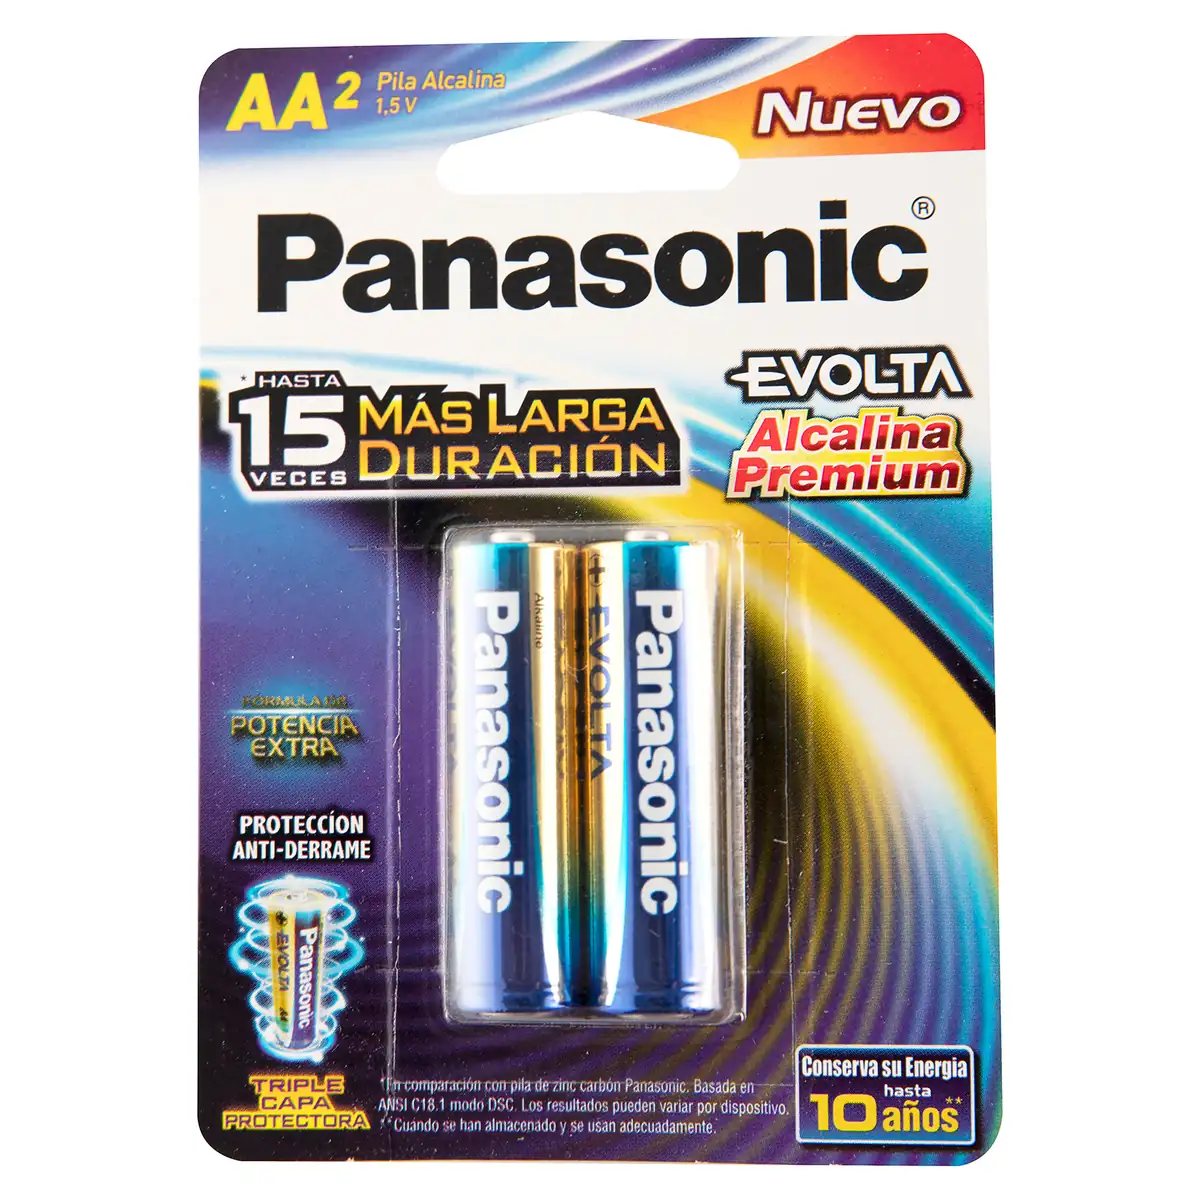 AA2 Pila Alcalina
1,5 V
NUEVO
Panasonic®
*HASTA
15
VECES
MÁS LARGA
DURACIÓN
EVOLTA
Alcalina
Premium
Panasonic
Alkaline
+ EVOLTA
Panasonic
FÓRMULA DE
POTENCIA
EXTRA
PROTECCÍON
ANTI-DERRAME
+ EVOLTA
Panasonic
TRIPLE
CAPA
PROTECTORA
*En comparación con pila de zinc carbón Panasonic. Basada en
ANSI C18.1 modo DSC. Los resultados pueden variar por dispositivo.
**Cuándo se han almacenado y se usan adecuadamente.
Conserva su Energia
hasta
10 años**